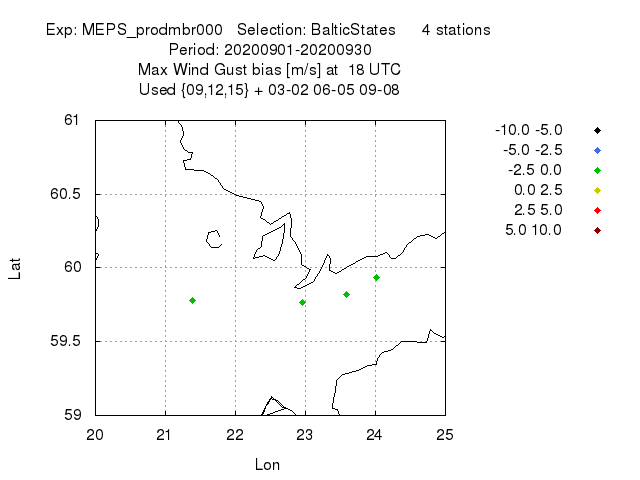 Exp: MEPS_prodmbr000 Selection: BalticStates 4 stations
Period: 20200901-20200930
Max Wind Gust bias [m/s] at 18 UTC
Used {09,12,15} + 03-02 06-05 09-08
61
60.5
60
59.5
59
Lat
20 21 22 23 24 25
Lon
-10.0 -5.0
-5.0 -2.5
-2.5 0.0
0.0 2.5
2.5 5.0
5.0 10.0